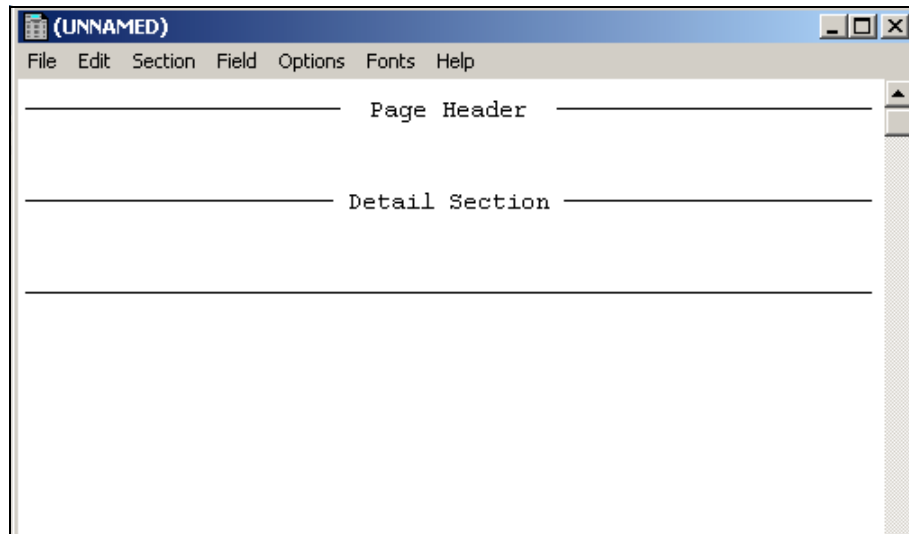 (UNNAMED)
File Edit Section Field Options Fonts Help
Page Header
Detail Section